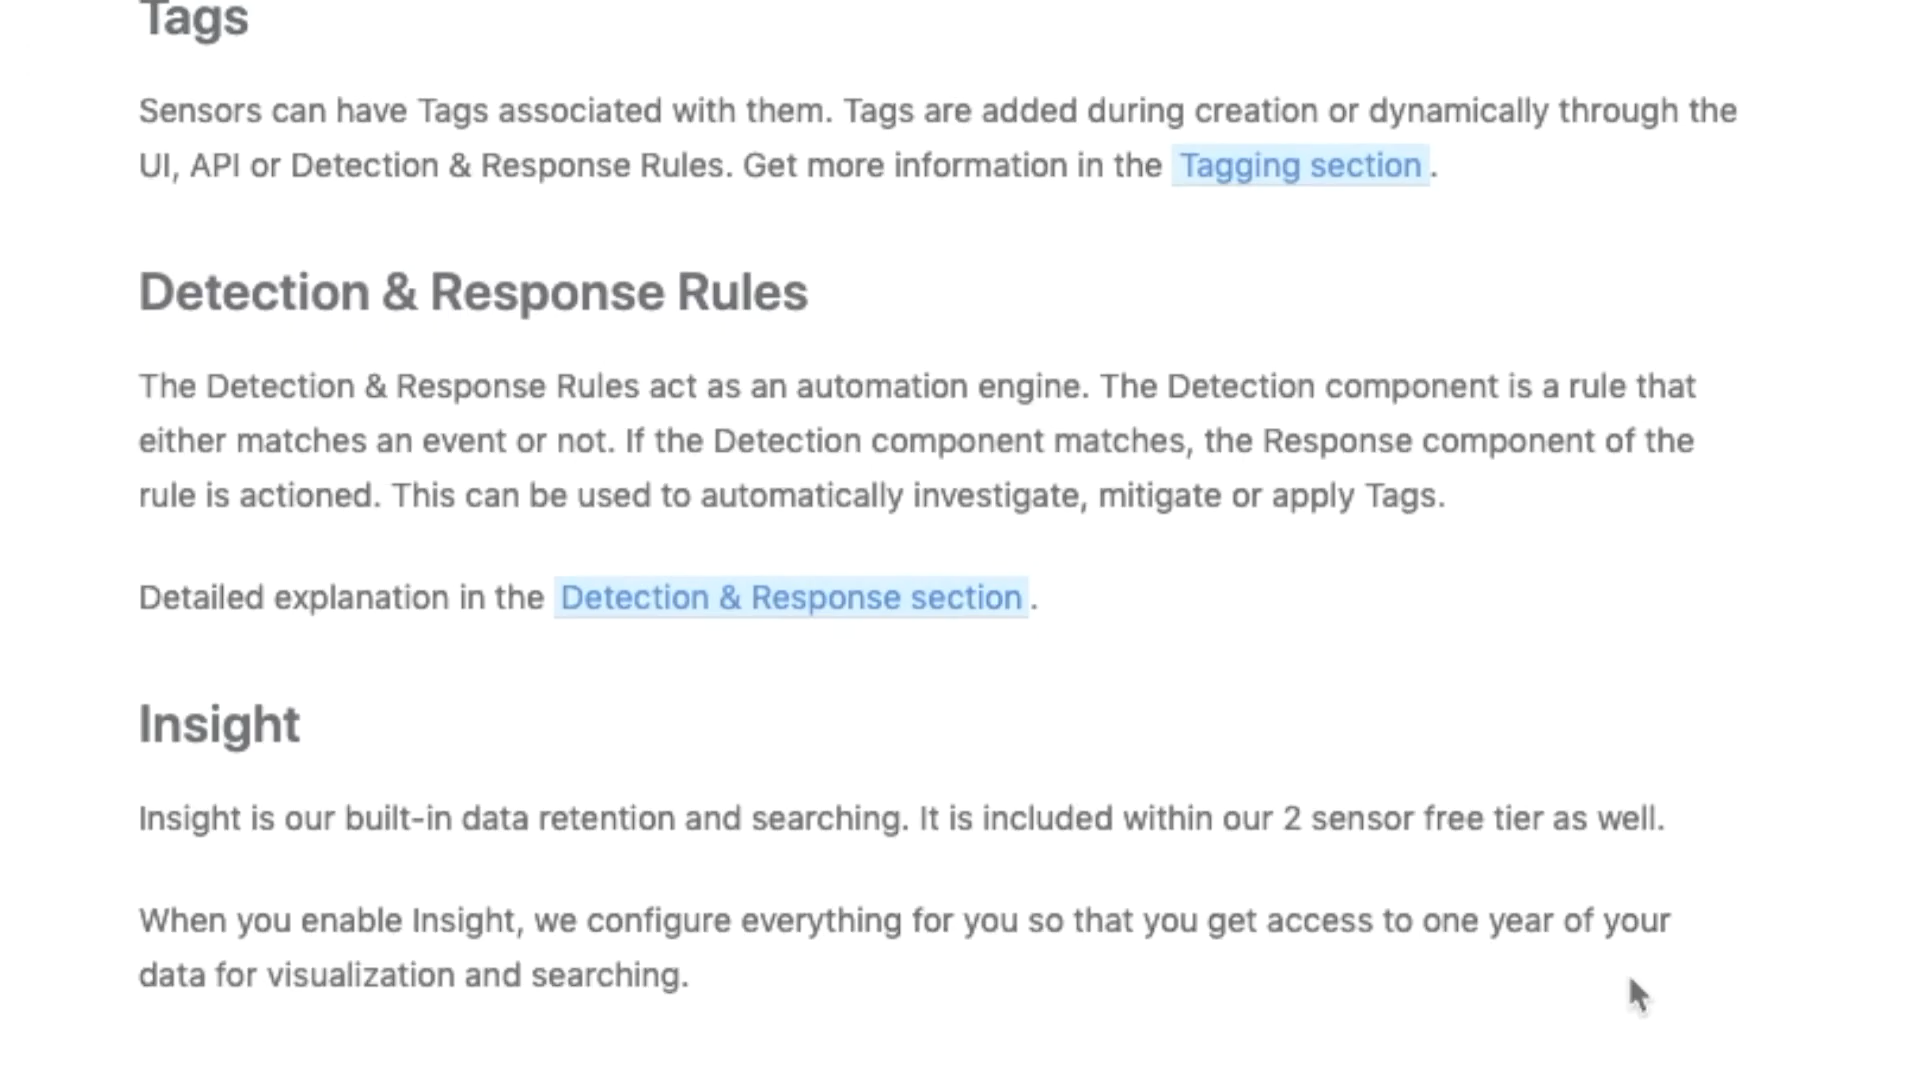 Tags
Sensors can have Tags associated with them. Tags are added during creation or dynamically through the
UI, API or Detection & Response Rules. Get more information in the Tagging section.
Detection & Response Rules
The Detection & Response Rules act as an automation engine. The Detection component is a rule that
either matches an event or not. If the Detection component matches, the Response component of the
rule is actioned. This can be used to automatically investigate, mitigate or apply Tags.
Detailed explanation in the Detection & Response section.
Insight
Insight is our built-in data retention and searching. It is included within our 2 sensor free tier as well.
When you enable Insight, we configure everything for you so that you get access to one year of your
data for visualization and searching.